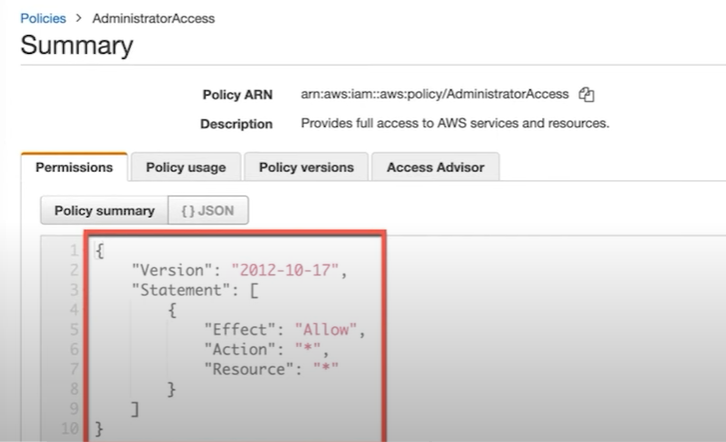 Policies > AdministratorAccess
Summary
Policy ARN arn:aws:iam::aws:policy/AdministratorAccess
Description Provides full access to AWS services and resources.
Permissions Policy usage Policy versions Access Advisor
Policy summary {} JSON
1 {
2 "Version": "2012-10-17",
3 "Statement": [
4 {
5 "Effect": "Allow",
6 "Action": "*",
7 "Resource": "*"
8 }
9 ]
10 }